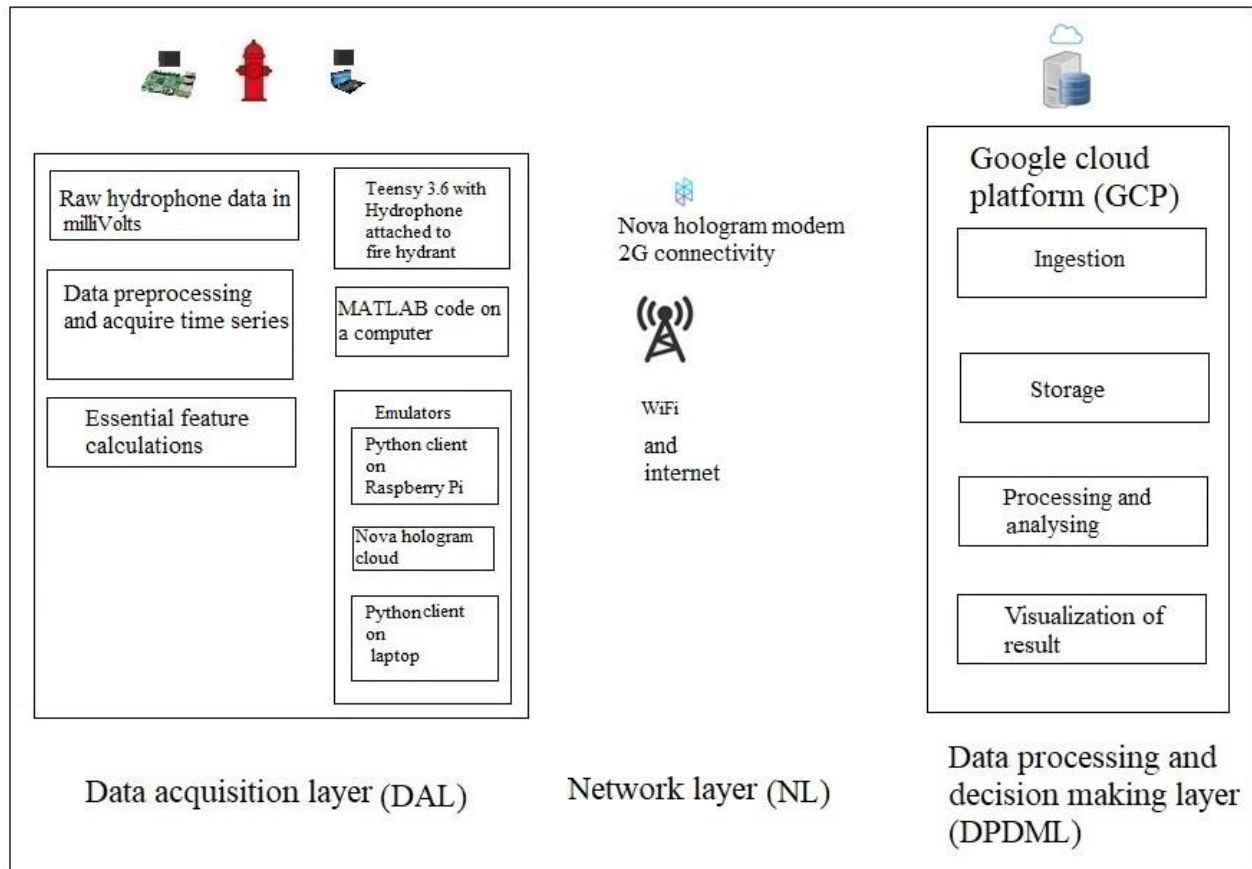 Raw hydrophone data in
milliVolts
Data preprocessing
and acquire time series
Essential feature
calculations
Teensy 3.6 with
Hydrophone
attached to
fire hydrant
MATLAB code on
a computer
Emulators
Python client
on
Raspberry Pi
Nova hologram
cloud
Python client
on
laptop
Data acquisition layer (DAL)
Nova hologram modem
2G connectivity
WiFi
and
internet
Network layer (NL)
Google cloud
platform (GCP)
Ingestion
Storage
Processing and
analysing
Visualization of
result
Data processing and
decision making layer
(DPDML)